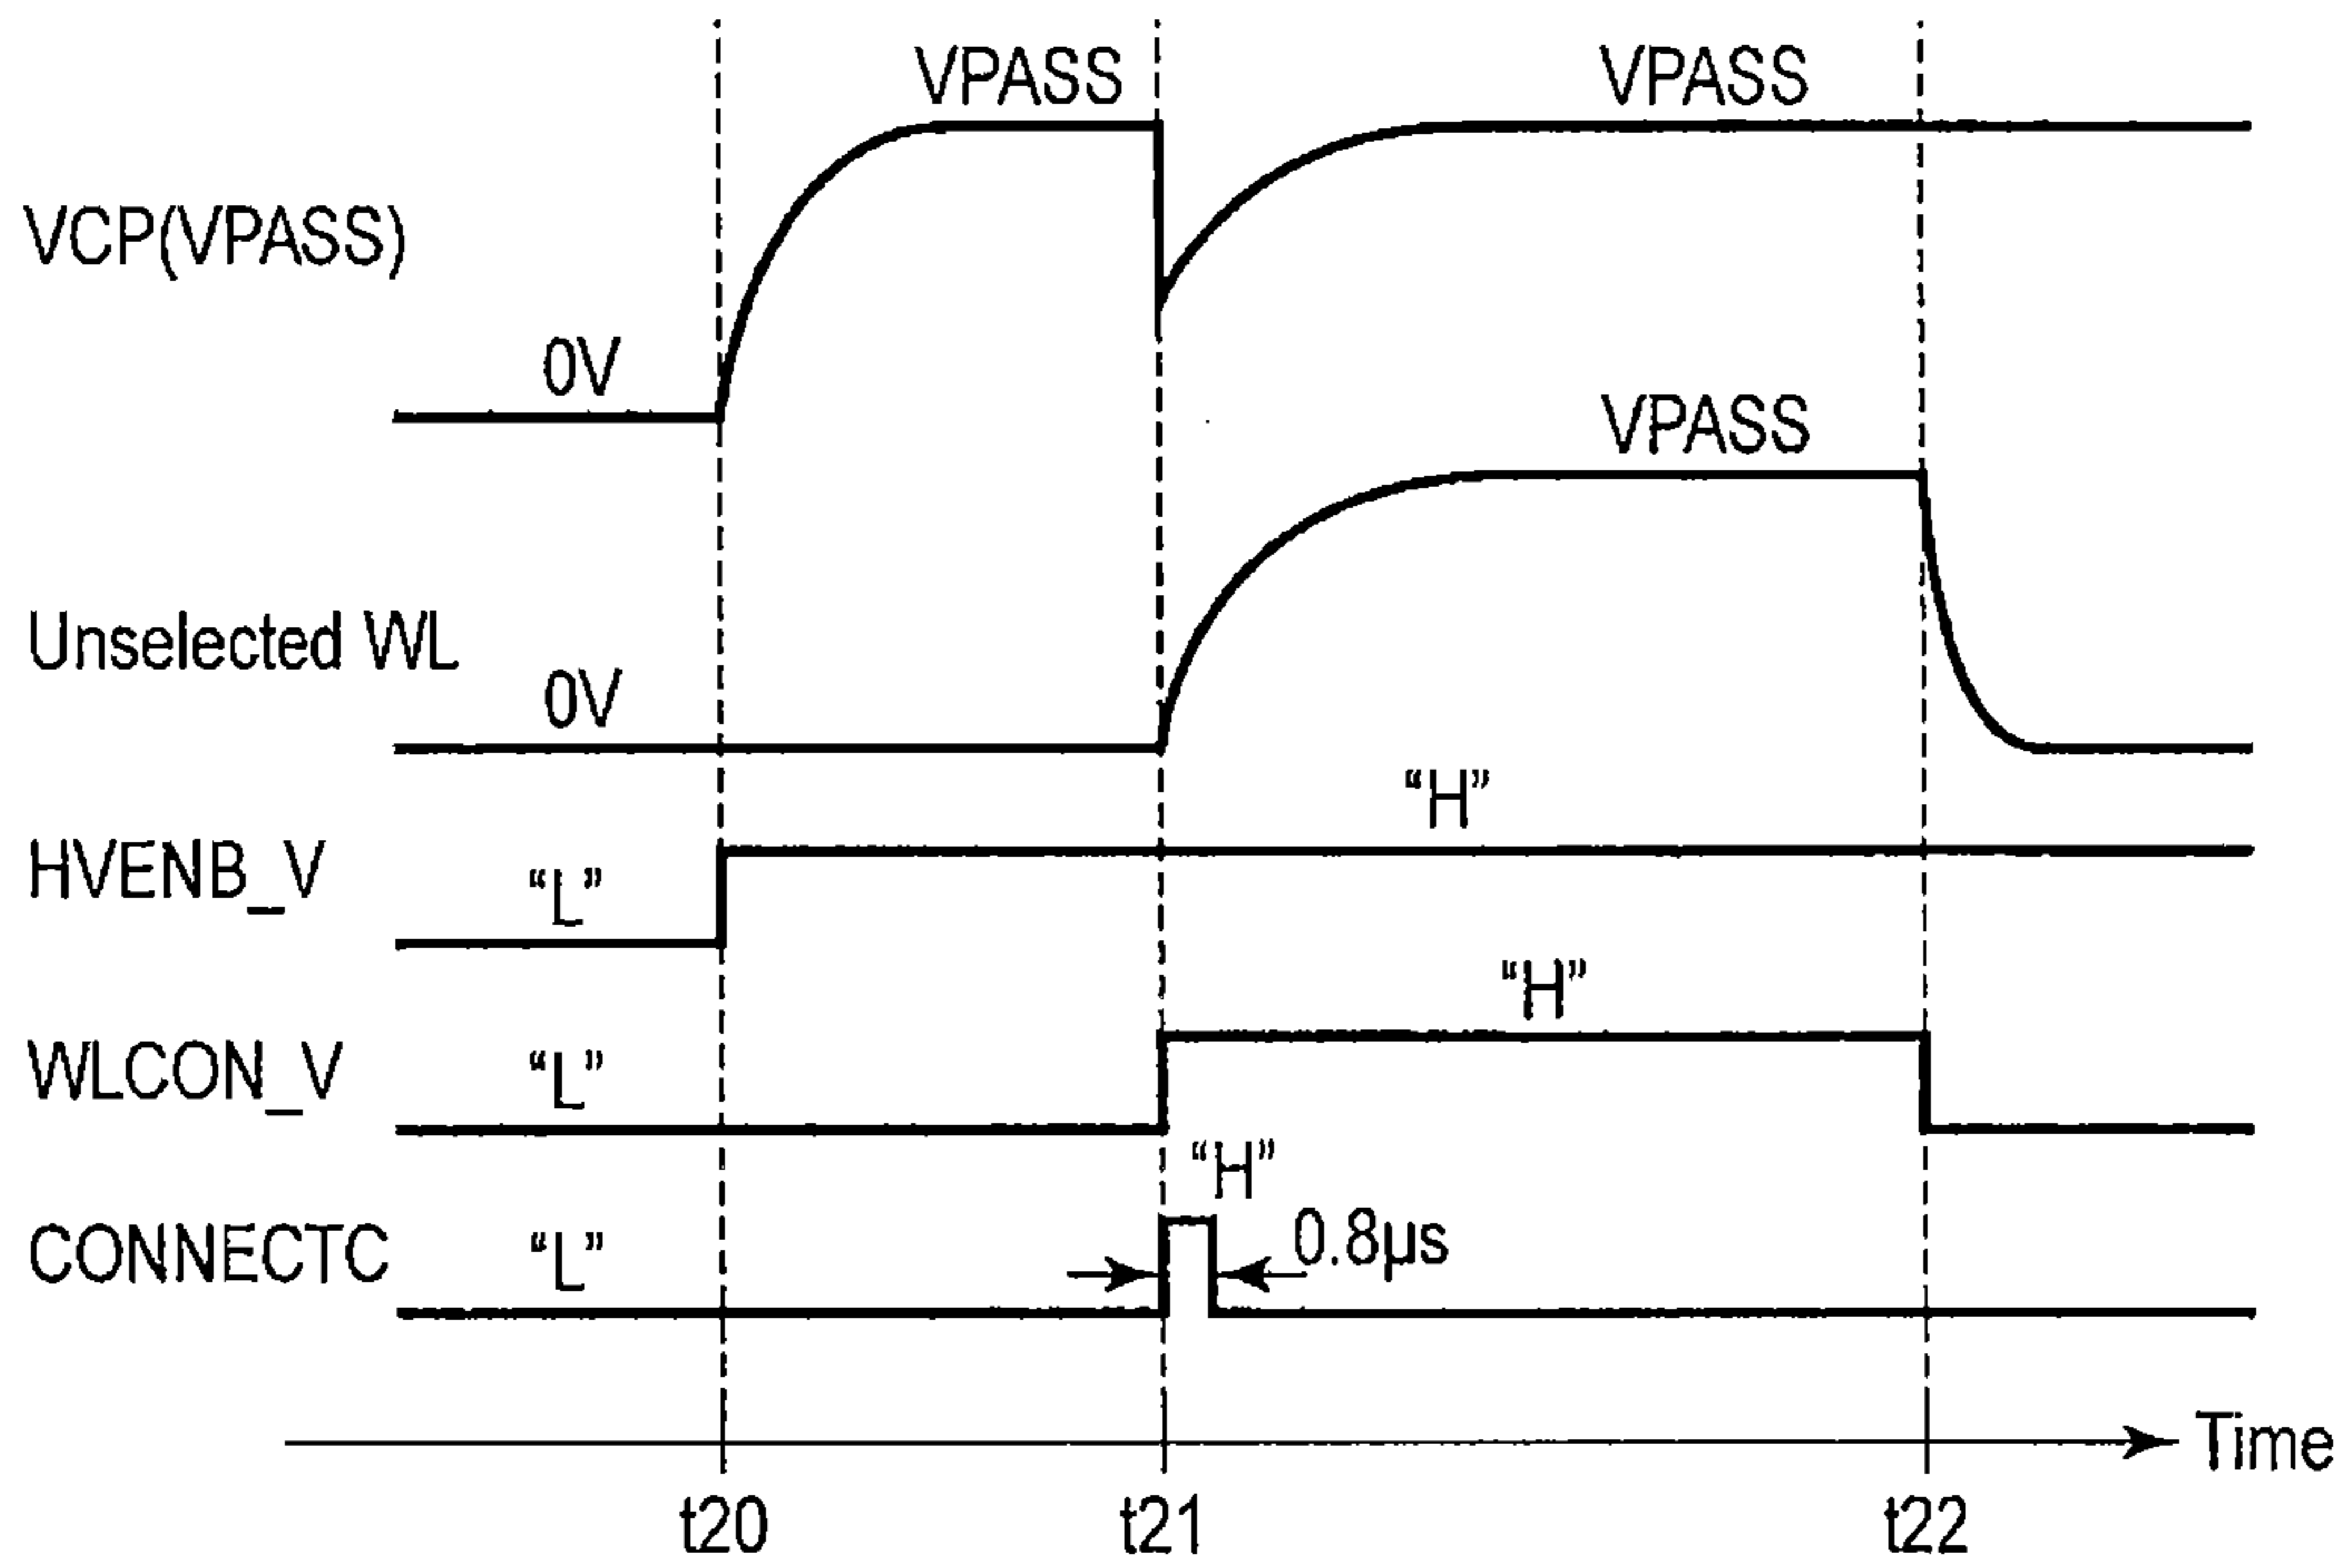 VPASS VPASS
VCP(VPASS)
0V
VPASS
Unselected WL
0V
“H”
HVENB_V “L”
“H”
WLCON_V “L”
“H”
CONNECTC “L” 0.8µs
Time
t20 t21 t22